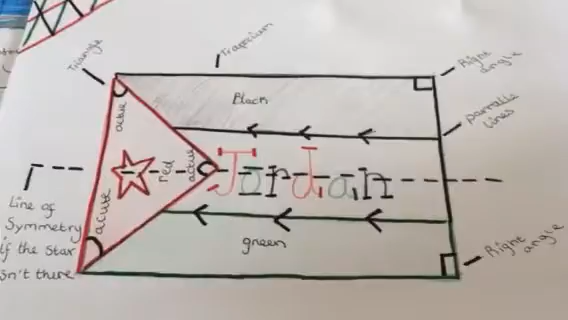 Trapezium
Triangle
Right
angle
Black
acute
parralle
lines
Jordan
acute
red
acute
Line of
Symmetry
if the Star
isn't there
green
Right
angle